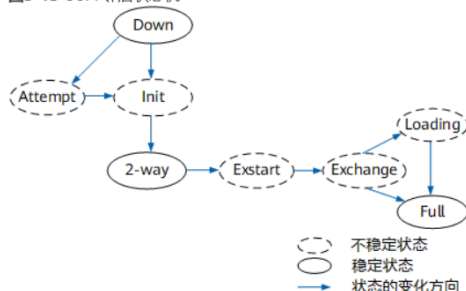 Down
Attempt
Init
Loading
2-way
Exstart
Exchange
Full
不稳定状态
稳定状态
状态的变化方向